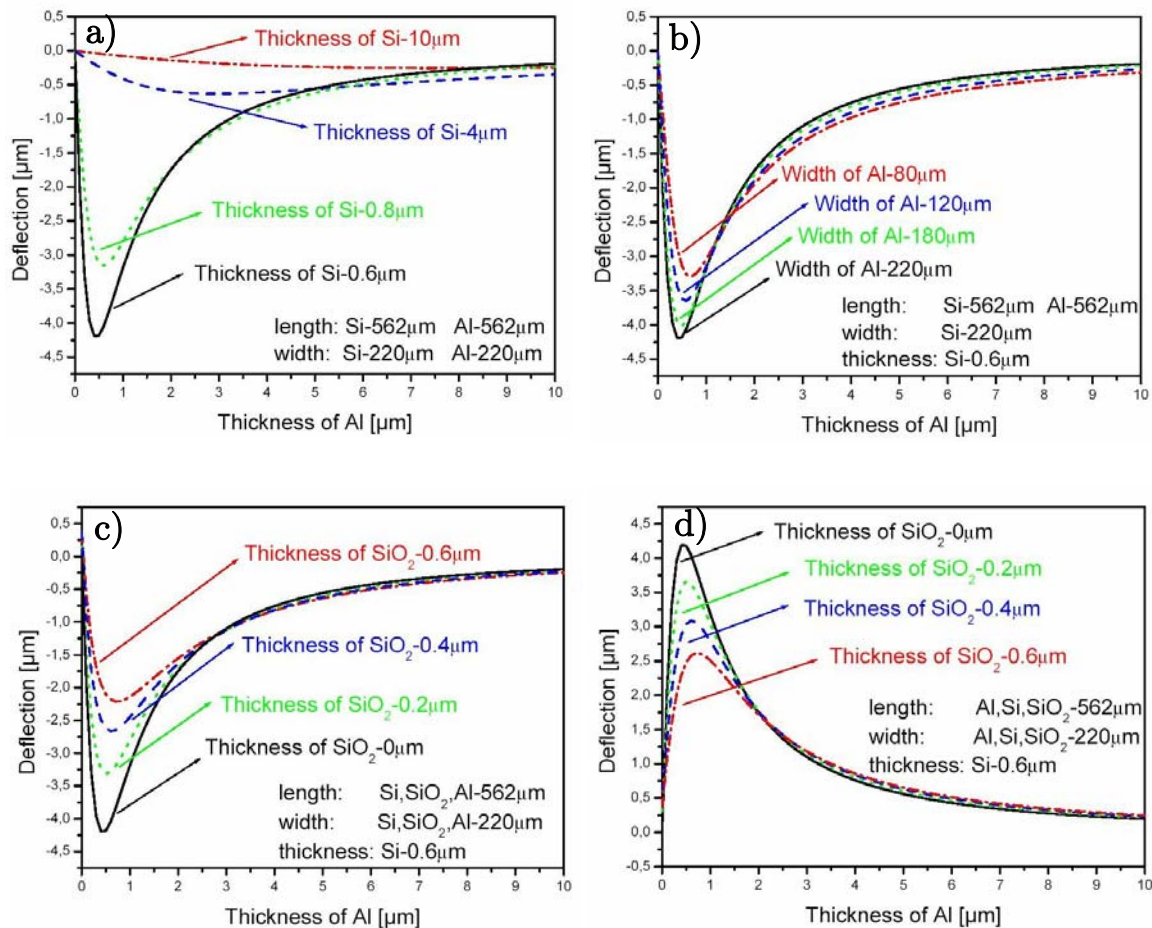 a)
0,5
0,0
-0,5
-1,0
-1,5
-2,0
-2,5
-3,0
-3,5
-4,0
-4,5
Deflection [µm]
Thickness of Si-10µm
Thickness of Si-4µm
Thickness of Si-0.8µm
Thickness of Si-0.6µm
length: Si-562µm Al-562µm
width: Si-220µm Al-220µm
0 1 2 3 4 5 6 7 8 9 10
Thickness of Al [µm]
b)
0,5
0,0
-0,5
-1,0
-1,5
-2,0
-2,5
-3,0
-3,5
-4,0
-4,5
Deflection [µm]
Width of Al-80µm
Width of Al-120µm
Width of Al-180µm
Width of Al-220µm
length: Si-562µm Al-562µm
width: Si-220µm
thickness: Si-0.6µm
0 1 2 3 4 5 6 7 8 9 10
Thickness of Al [µm]
c)
0,5
0,0
-0,5
-1,0
-1,5
-2,0
-2,5
-3,0
-3,5
-4,0
-4,5
Deflection [µm]
Thickness of SiO2-0.6µm
Thickness of SiO2-0.4µm
Thickness of SiO2-0.2µm
Thickness of SiO2-0µm
length: Si,SiO2,Al-562µm
width: Si,SiO2,Al-220µm
thickness: Si-0.6µm
0 1 2 3 4 5 6 7 8 9 10
Thickness of Al [µm]
d)
4,5
4,0
3,5
3,0
2,5
2,0
1,5
1,0
0,5
0,0
-0,5
Deflection [µm]
Thickness of SiO2-0µm
Thickness of SiO2-0.2µm
Thickness of SiO2-0.4µm
Thickness of SiO2-0.6µm
length: Al,Si,SiO2-562µm
width: Al,Si,SiO2-220µm
thickness: Si-0.6µm
0 1 2 3 4 5 6 7 8 9 10
Thickness of Al [µm]